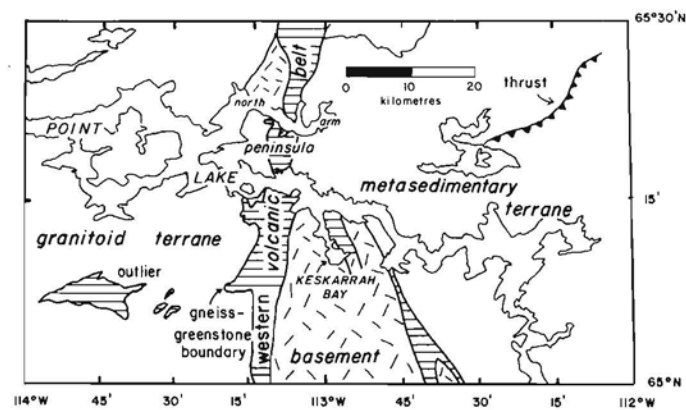 65°30'N
belt
0 10 20
kilometres
thrust
north
arm
POINT
peninsula
LAKE
metasedimentary
15'
terrane
volcanic
granitoid terrane
outlier
KESKARRAH
BAY
gneiss-
greenstone
boundary
western
basement
65°N
114°W 45' 30' 15' 113°W 45' 30' 15' 112°W